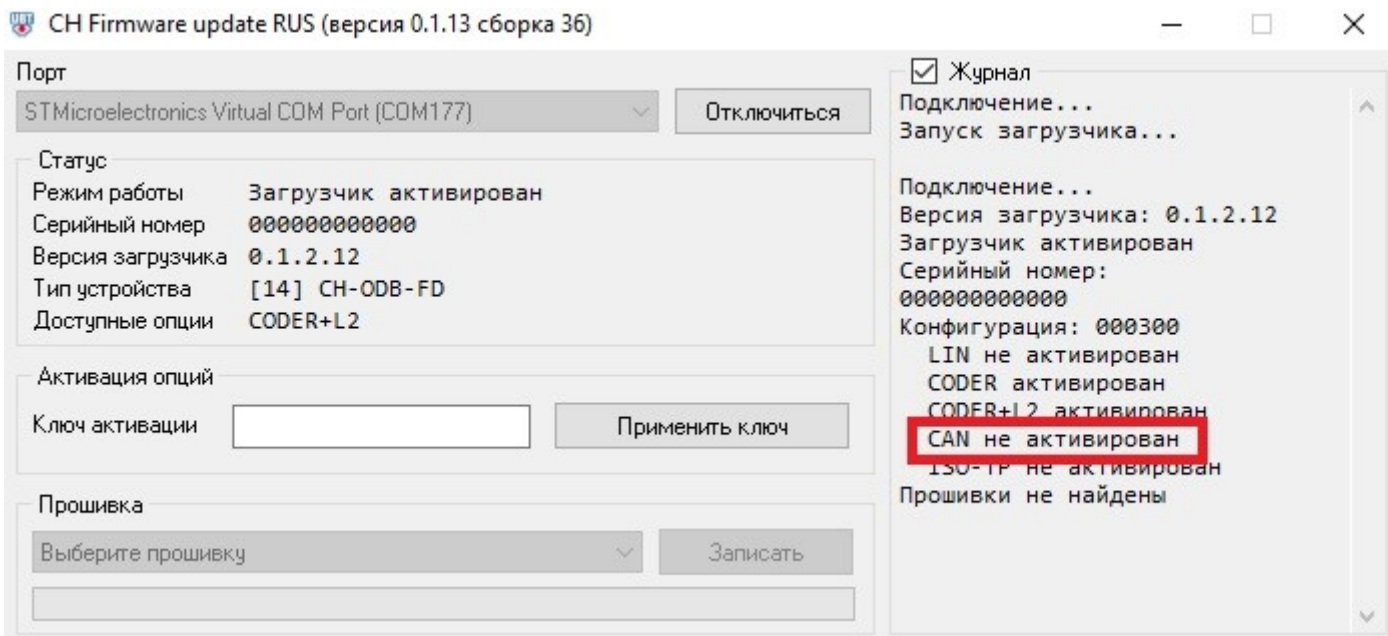 CH Firmware update RUS (версия 0.1.13 сборка 36)
Порт
STMicroelectronics Virtual COM Port (COM177)
Отключиться
Статус
Режим работы Загрузчик активирован
Серийный номер 000000000000
Версия загрузчика 0.1.2.12
Тип устройства [14] CH-ODB-FD
Доступные опции CODER+L2
Активация опций
Ключ активации
Применить ключ
Прошивка
Выберите прошивку
Записать
Журнал
Подключение...
Запуск загрузчика...
Подключение...
Версия загрузчика: 0.1.2.12
Загрузчик активирован
Серийный номер:
000000000000
Конфигурация: 000300
LIN не активирован
CODER активирован
CODER+L2 активирован
CAN не активирован
ISO-TP не активирован
Прошивки не найдены